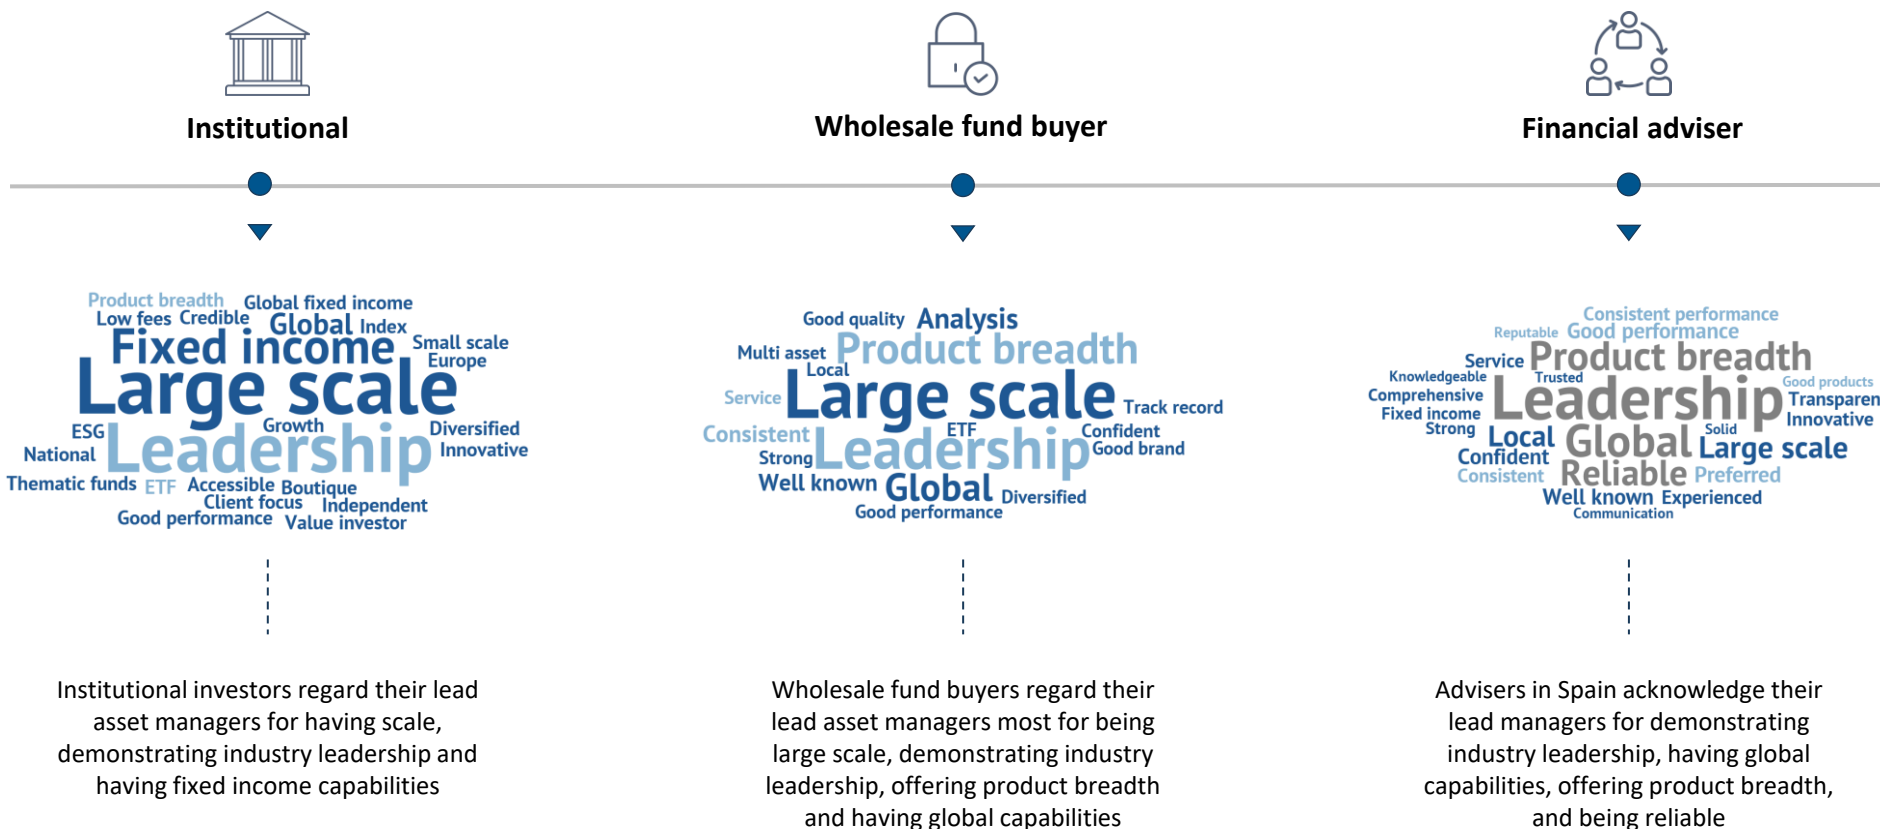 Institutional
Wholesale fund buyer
Financial adviser
Product breadth
Global fixed income
Low fees
Credible
Global
Index
Fixed income
Small scale
Europe
Large scale
ESG
Growth
Diversified
National
Leadership
Innovative
Thematic funds
ETF
Accessible
Boutique
Client focus
Independent
Good performance
Value investor
Good quality
Analysis
Multi asset
Product breadth
Local
Service
Large scale
Track record
Consistent
ETF
Confident
Strong
Leadership
Good brand
Well known
Global
Diversified
Good performance
Consistent performance
Reputable
Good performance
Service
Product breadth
Knowledgeable
Trusted
Good products
Comprehensive
Leadership
Transparen
Fixed income
Innovative
Strong
Local
Global
Solid
Large scale
Confident
Consistent
Reliable
Preferred
Well known
Experienced
Communication
Institutional investors regard their lead
asset managers for having scale,
demonstrating industry leadership and
having fixed income capabilities
Wholesale fund buyers regard their
lead asset managers most for being
large scale, demonstrating industry
leadership, offering product breadth
and having global capabilities
Advisers in Spain acknowledge their
lead managers for demonstrating
industry leadership, having global
capabilities, offering product breadth,
and being reliable